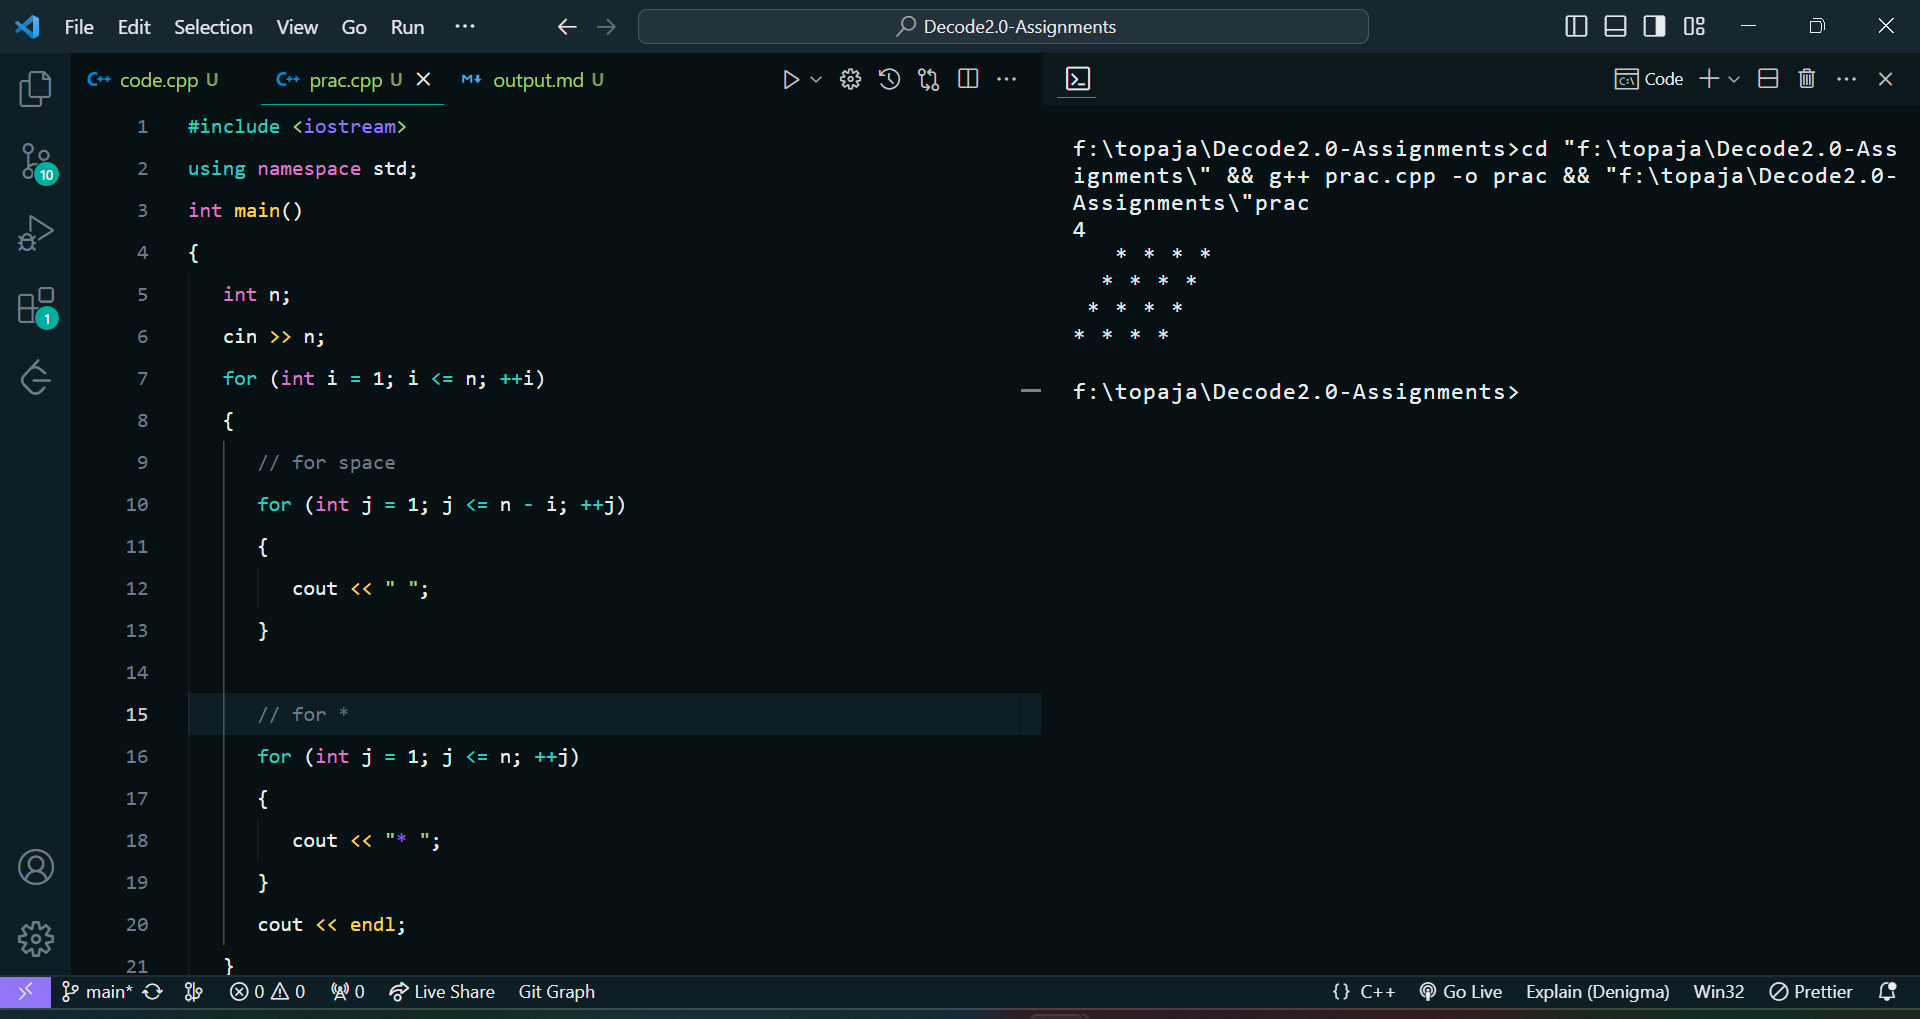 File Edit Selection View Go Run ··· Decode2.0-Assignments
code.cpp U prac.cpp U output.md U Code
1 #include <iostream>
2 using namespace std;
3 int main()
4 {
5 int n;
6 cin >> n;
7 for (int i = 1; i <= n; ++i)
8 {
9 // for space
10 for (int j = 1; j <= n - i; ++j)
11 {
12 cout << " ";
13 }
14
15 // for *
16 for (int j = 1; j <= n; ++j)
17 {
18 cout << "* ";
19 }
20 cout << endl;
21 }
f:\topaja\Decode2.0-Assignments>cd "f:\topaja\Decode2.0-Ass
ignments\" && g++ prac.cpp -o prac && "f:\topaja\Decode2.0-
Assignments\"prac
4
   * * * *
  * * * *
 * * * *
* * * *
f:\topaja\Decode2.0-Assignments>
10
1
main* 0 0 0 Live Share Git Graph {} C++ Go Live Explain (Denigma) Win32 Prettier